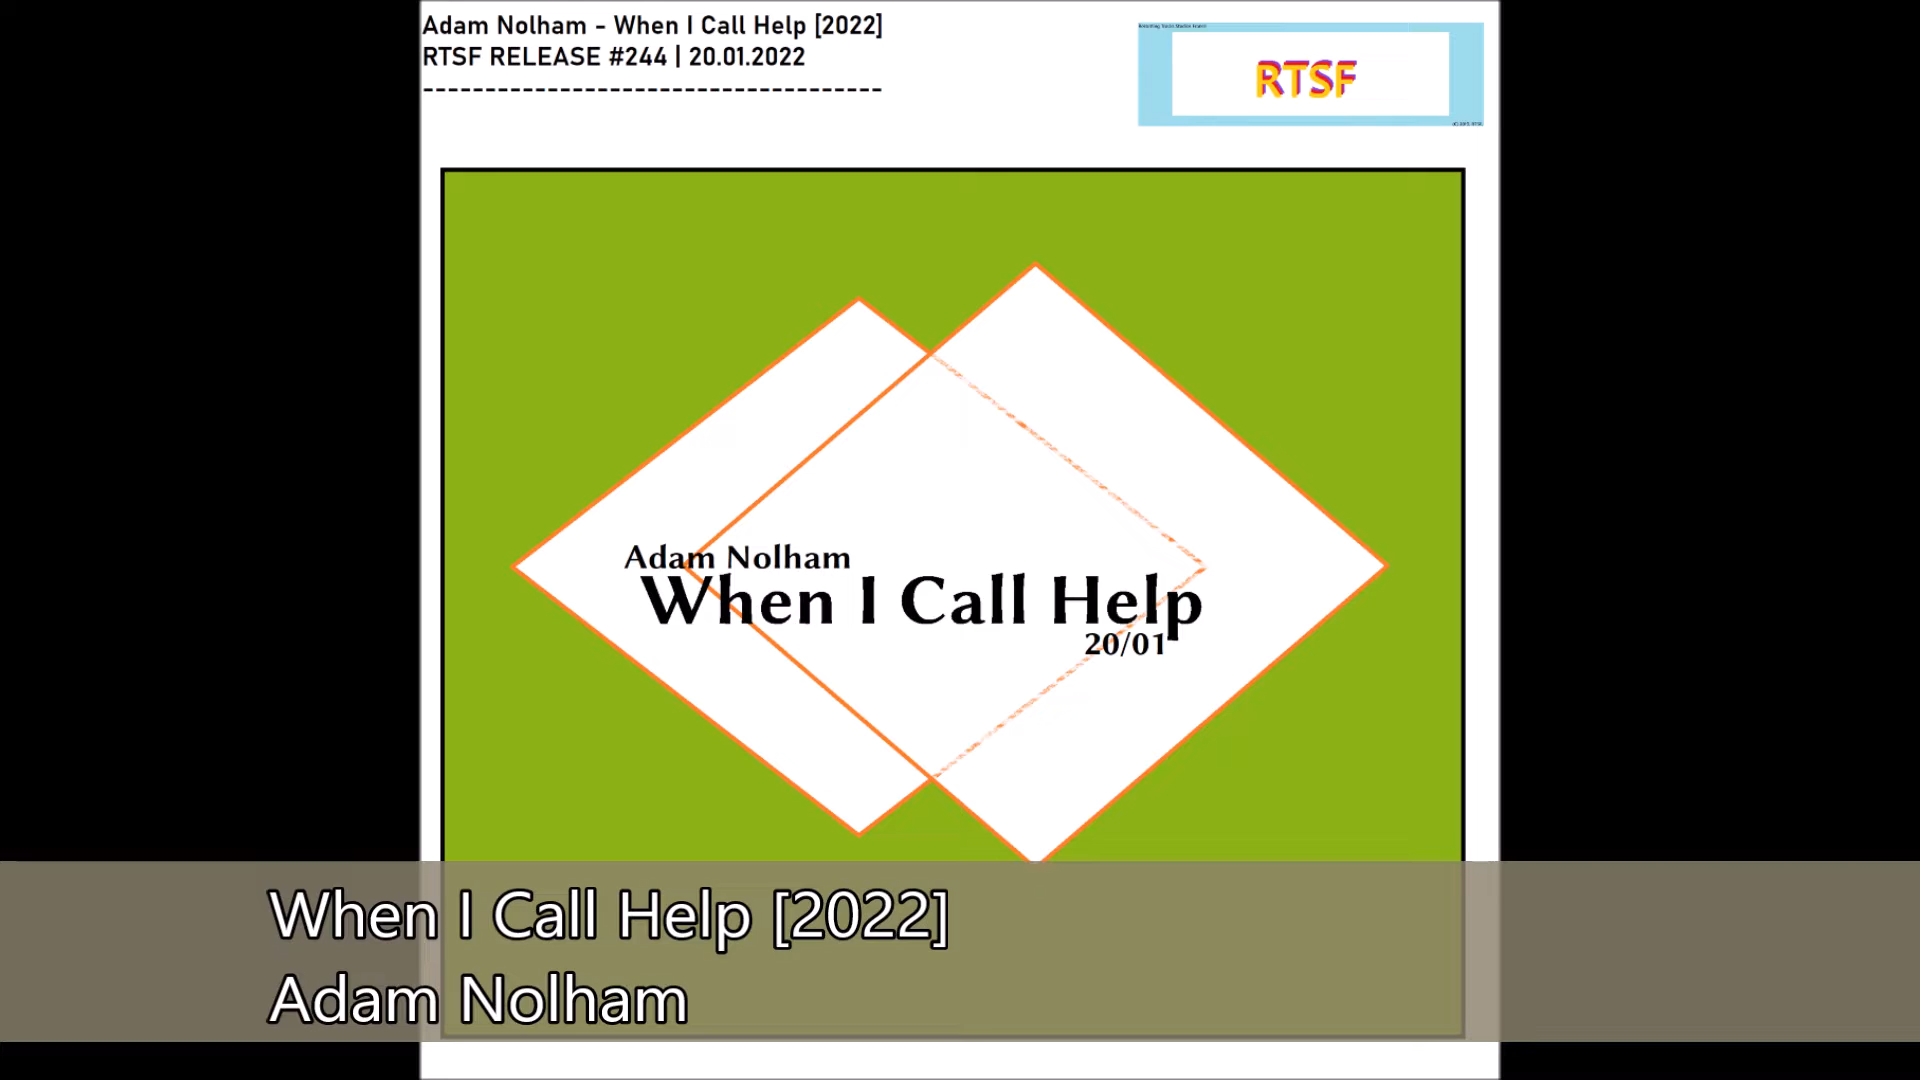 Adam Nolham - When I Call Help [2022]
RTSF RELEASE #244 | 20.01.2022
-------------------------------------
RTSF
Adam Nolham
When I Call Help
20/01
When I Call Help [2022]
Adam Nolham